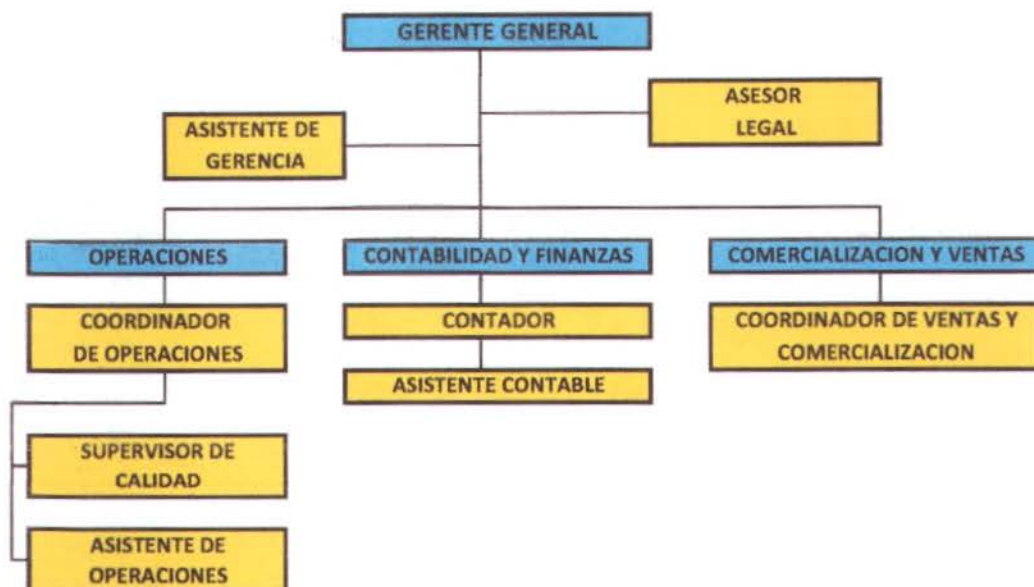 GERENTE GENERAL
ASESOR
LEGAL
ASISTENTE DE
GERENCIA
OPERACIONES
CONTABILIDAD Y FINANZAS
COMERCIALIZACION Y VENTAS
COORDINADOR
DE OPERACIONES
CONTADOR
COORDINADOR DE VENTAS Y
COMERCIALIZACION
ASISTENTE CONTABLE
SUPERVISOR DE
CALIDAD
ASISTENTE DE
OPERACIONES